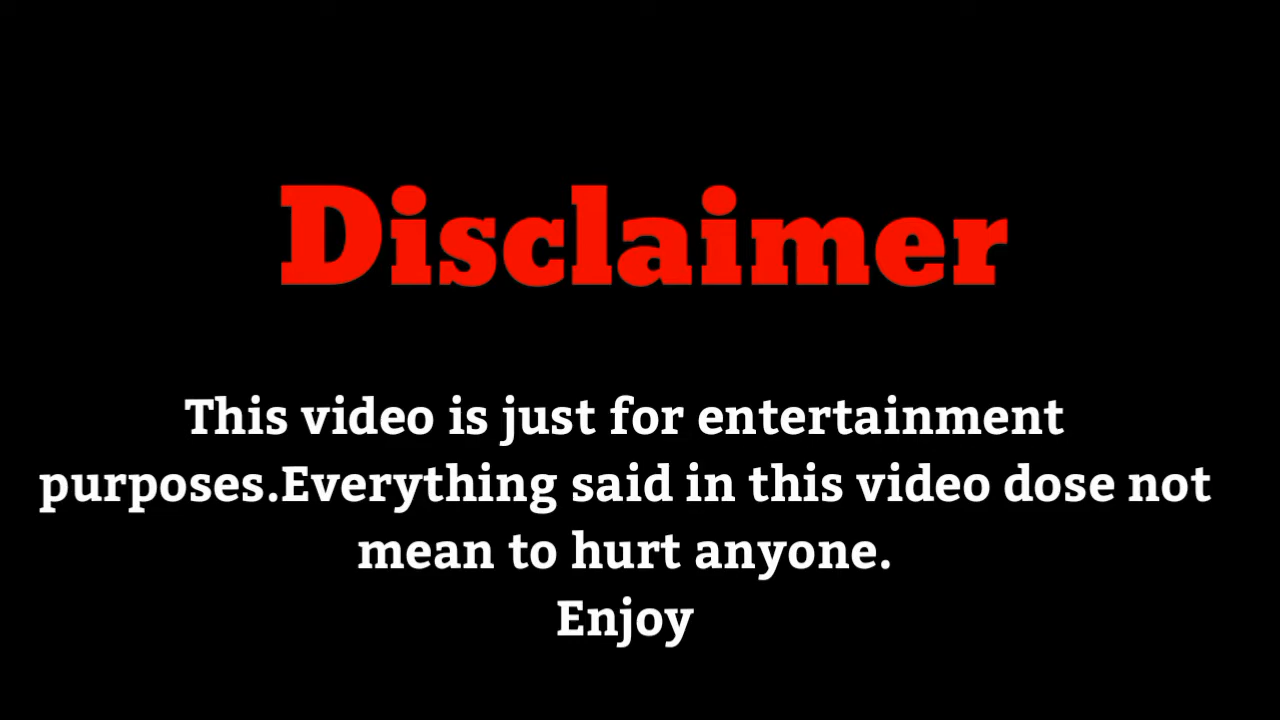 Disclaimer
This video is just for entertainment
purposes.Everything said in this video dose not
mean to hurt anyone.
Enjoy